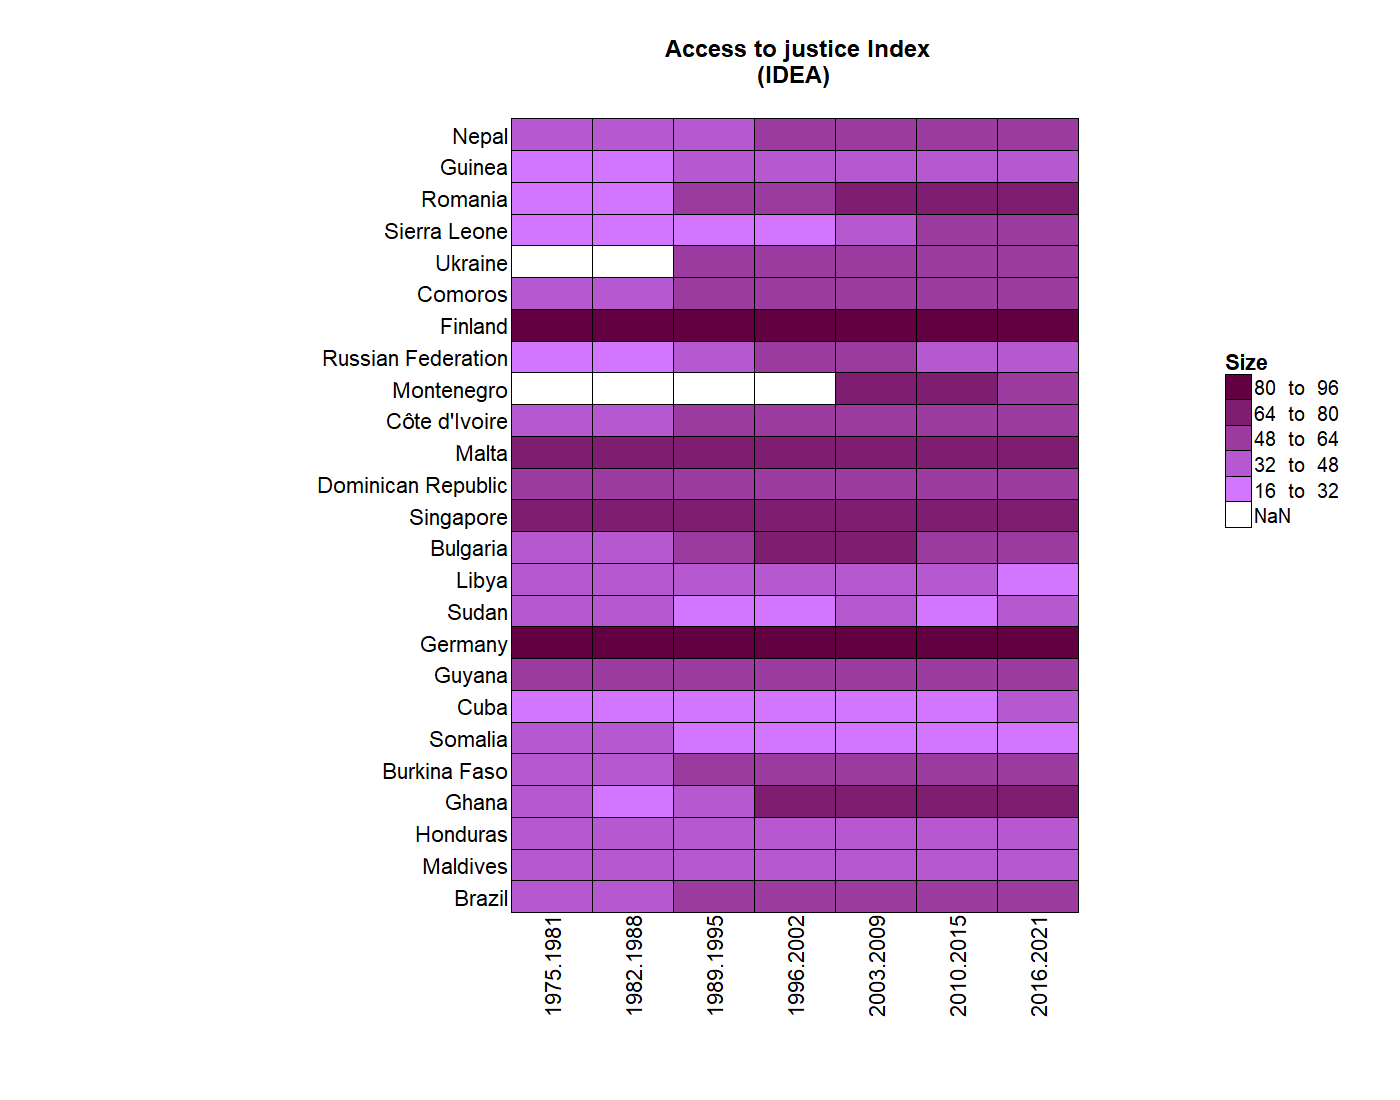 Access to justice Index
(IDEA)
Nepal
Guinea
Romania
Sierra Leone
Ukraine
Comoros
Finland
Russian Federation
Montenegro
Côte d'Ivoire
Malta
Dominican Republic
Singapore
Bulgaria
Libya
Sudan
Germany
Guyana
Cuba
Somalia
Burkina Faso
Ghana
Honduras
Maldives
Brazil
1975.1981
1982.1988
1989.1995
1996.2002
2003.2009
2010.2015
2016.2021
Size
80 to 96
64 to 80
48 to 64
32 to 48
16 to 32
NaN